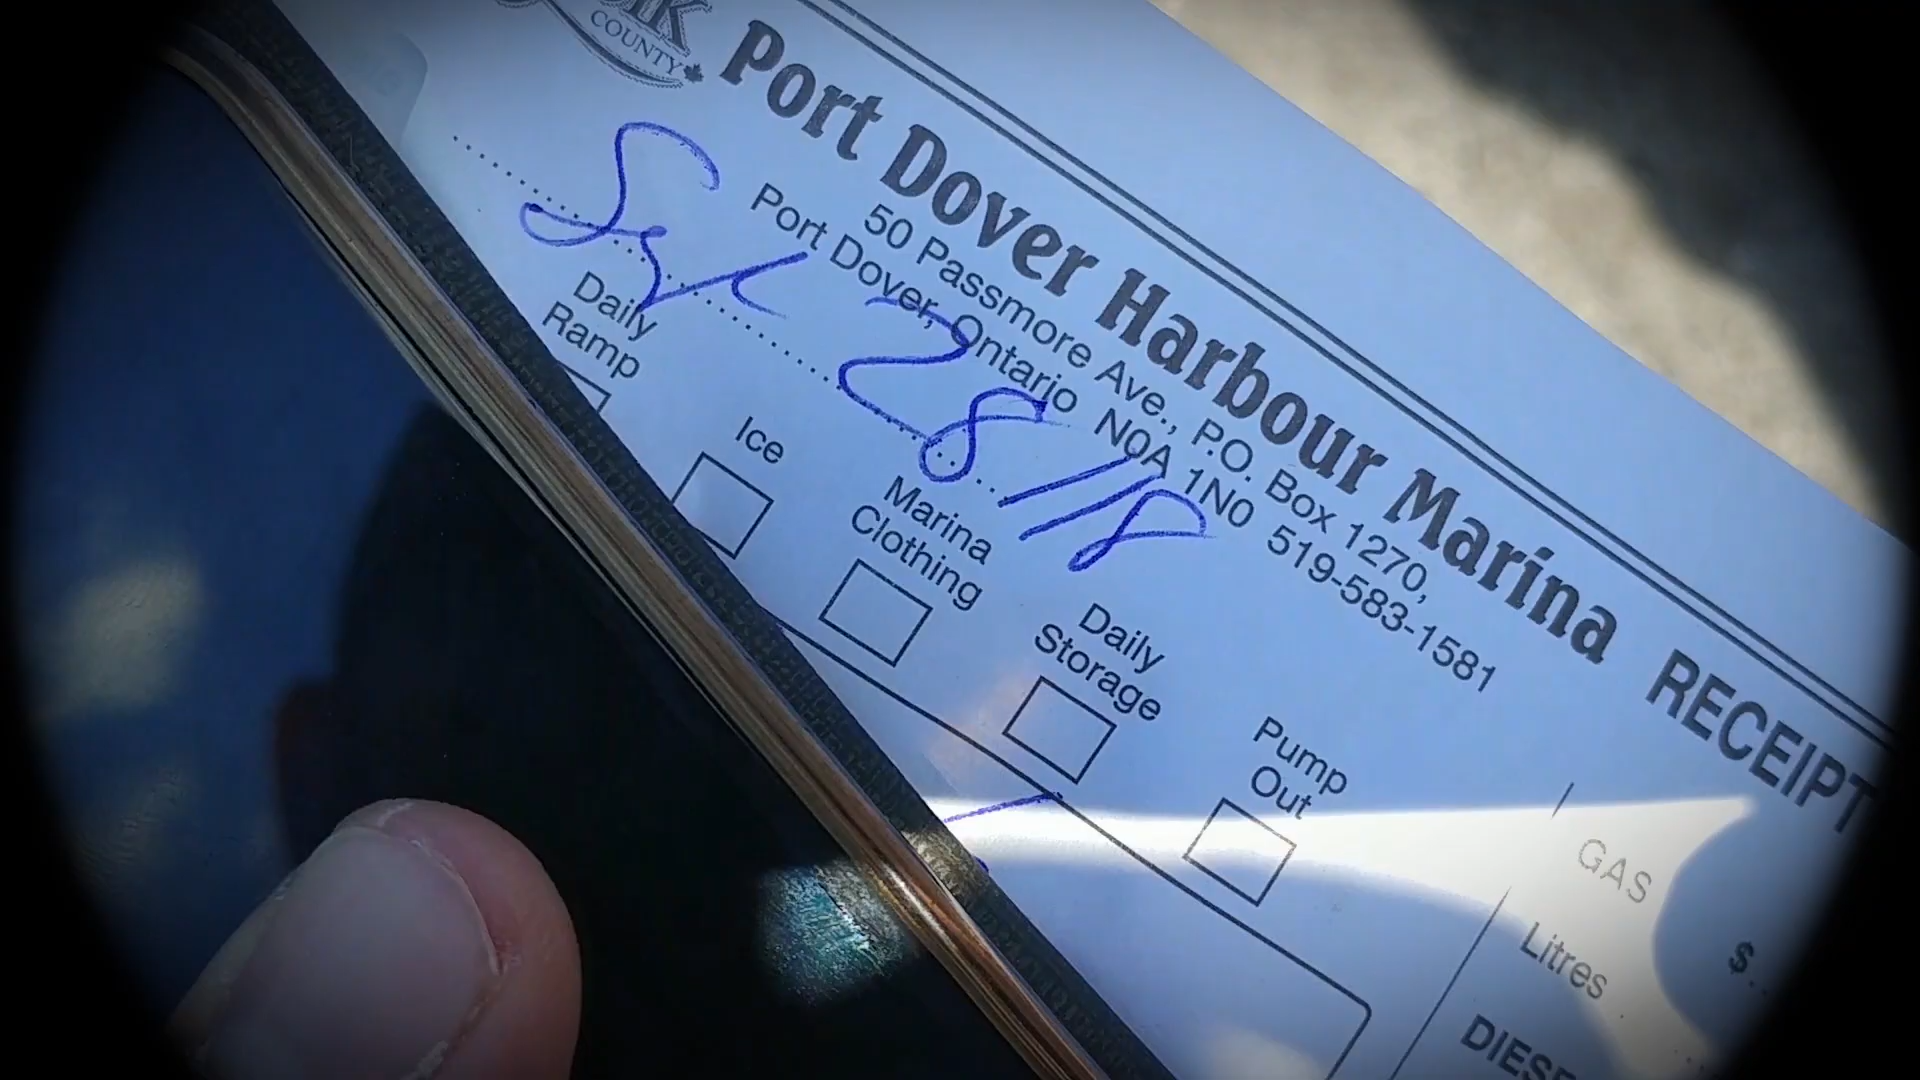 COUNTY
Port Dover Harbour Marina RECEIPT
50 Passmore Ave., P.O. Box 1270,
Port Dover, Ontario N0A 1N0 519-583-1581
Sept 28/18
Daily
Ramp
Ice
Marina
Clothing
Daily
Storage
Pump
Out
GAS
Litres
$